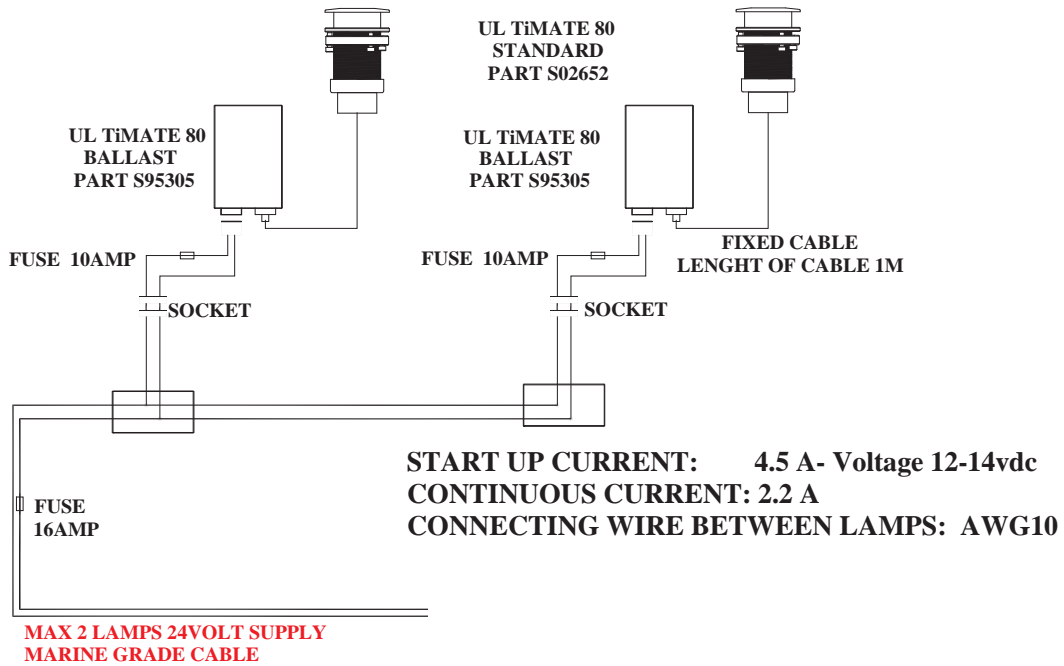 UL TiMATE 80
STANDARD
PART S02652
UL TiMATE 80
BALLAST
PART S95305
UL TiMATE 80
BALLAST
PART S95305
FUSE 10AMP
FUSE 10AMP
FIXED CABLE
LENGHT OF CABLE 1M
SOCKET
SOCKET
START UP CURRENT: 4.5 A- Voltage 12-14vdc
CONTINUOUS CURRENT: 2.2 A
CONNECTING WIRE BETWEEN LAMPS: AWG10
FUSE
16AMP
MAX 2 LAMPS 24VOLT SUPPLY
MARINE GRADE CABLE